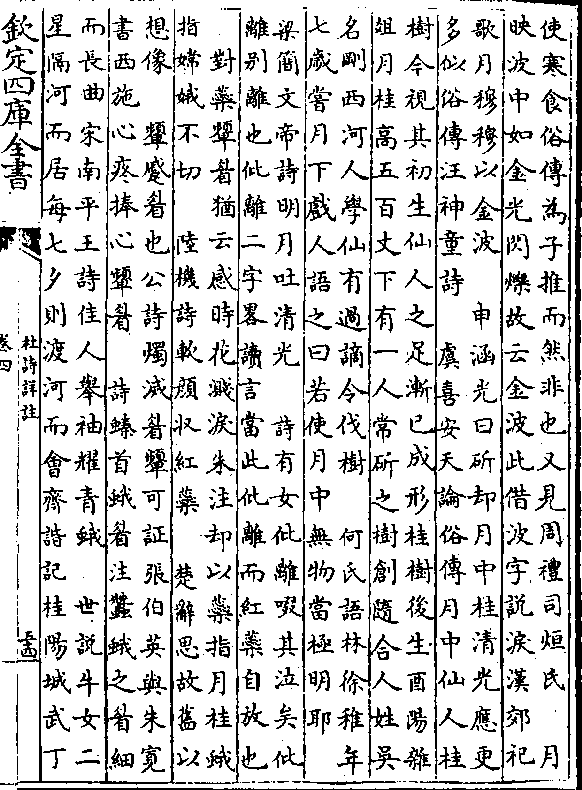 使寒食俗傳為子推而然非也又見周禮司烜氏　月
映波中如金光閃爍故云金波此借波字說淚漢郊祀
歌月穆穆以金波　申涵光曰斫却月中桂清光應更
多似俗傳汪神童詩　虞喜安天論俗傳月中仙人桂
樹今視其初生仙人之足漸已成形桂樹後生酉陽雜
俎月桂高五百丈下有一人常斫之樹創隨合人姓吳
名剛西河人學仙有過謫令伐樹　何氏語林徐稚年
七歲嘗月下戲人語之曰若使月中無物當極明耶
梁簡文帝詩明月吐清光　詩有女仳離啜其泣矣仳
離別離也仳離二字畧讀言當此仳離而紅蘂自放也
對蘂顰眉猶云感時花濺淚朱注却以蘂指月桂蛾
指嫦娥不切　陸機詩軟顔收紅蘂　楚辭思故舊以
想像　顰蹙眉也公詩燭滅眉顰可証張伯英與朱寛
書西施心疼捧心顰眉　詩螓首蛾眉注蠶蛾之眉細
而長曲宋南平王詩佳人舉袖耀青蛾　世說牛女二
星隔河而居每七夕則渡河而會齊諧記桂陽城武丁
欽定四庫全書
杜詩詳註
卷四